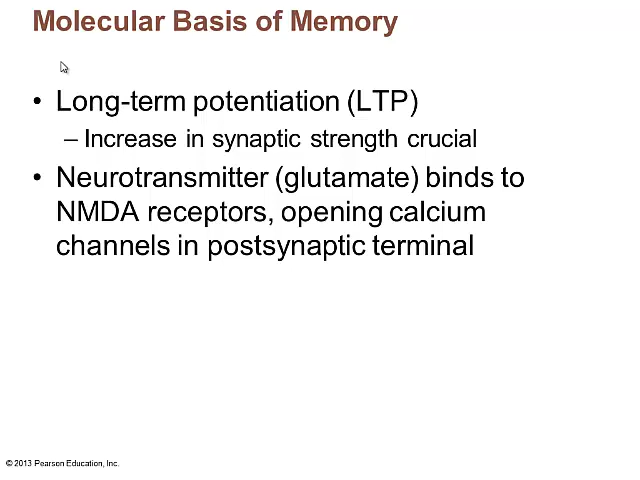 Molecular Basis of Memory
• Long-term potentiation (LTP)
– Increase in synaptic strength crucial
• Neurotransmitter (glutamate) binds to
NMDA receptors, opening calcium
channels in postsynaptic terminal
© 2013 Pearson Education, Inc.